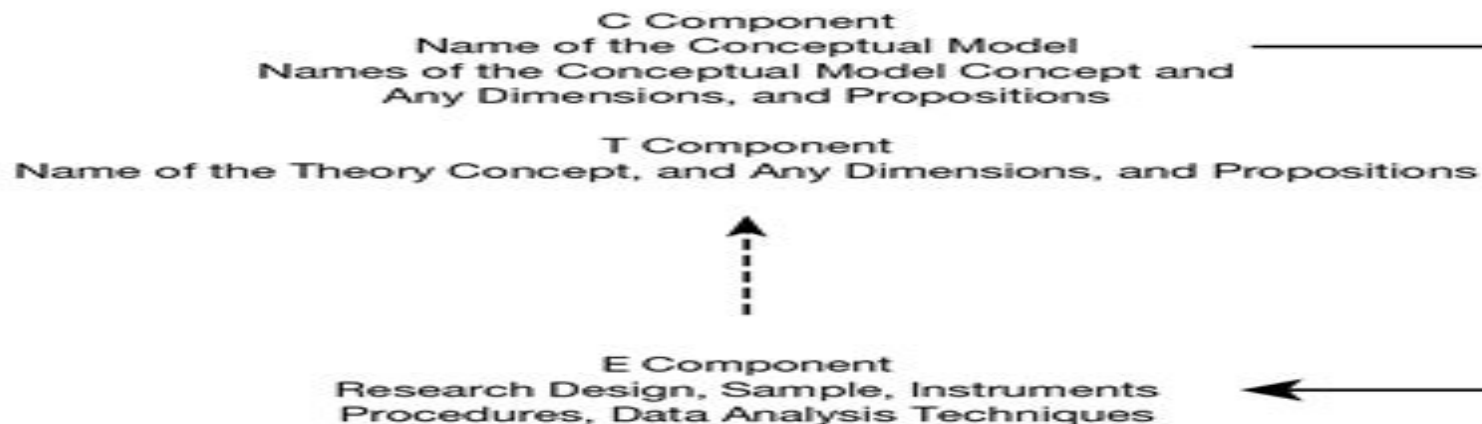 C Component
Name of the Conceptual Model
Names of the Conceptual Model Concept and
Any Dimensions, and Propositions
T Component
Name of the Theory Concept, and Any Dimensions, and Propositions
E Component
Research Design, Sample, Instruments
Procedures, Data Analysis Techniques